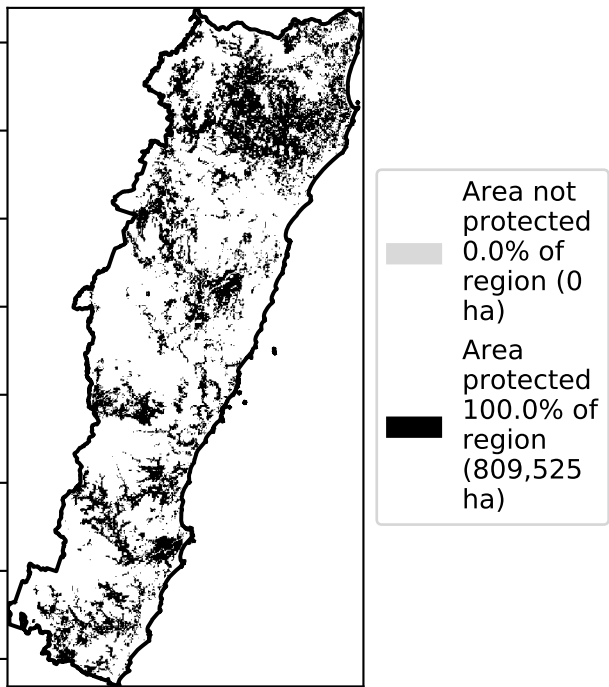 Area not
protected
0.0% of
region (0
ha)
Area
protected
100.0% of
region
(809,525
ha)